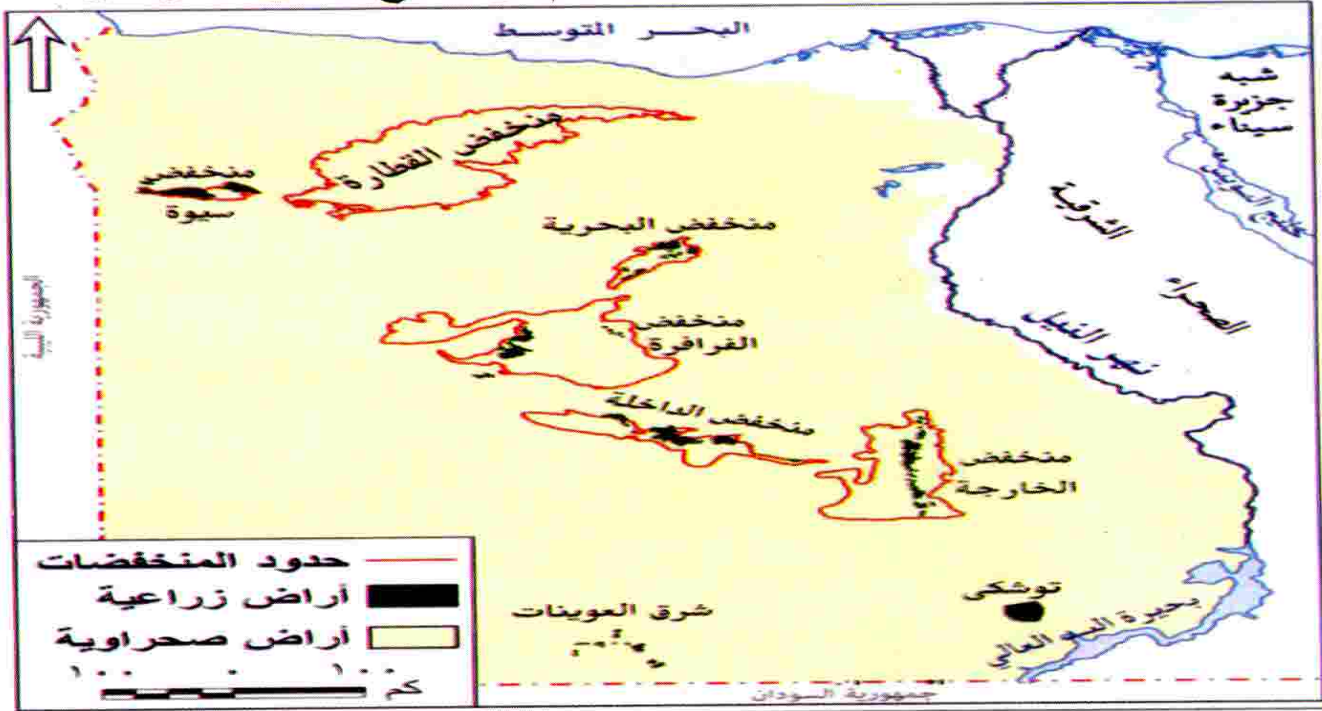 البحر المتوسط
شبه
جزيرة
سيناء
خليج السويس
منخفض القطارة
منخفض
سيوة
الشرقية
الصحراء
منخفض البحرية
نهر النيل
منخفض
الفرافرة
منخفض الداخلة
منخفض
الخارجة
حدود المنخفضات
أراض زراعية
أراض صحراوية
١٠٠ ٠ ١٠٠
كم
شرق العوينات
توشكى
بحيرة السد العالي
جمهورية السودان